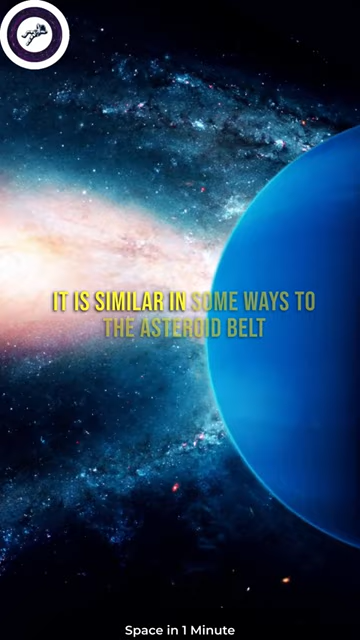 IT IS SIMILAR IN SOME WAYS TO
THE ASTEROID BELT
Space in 1 Minute